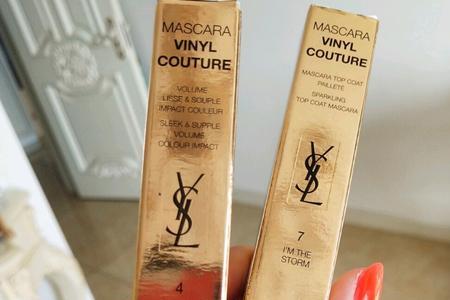 MASCARA
VINYL
COUTURE
VOLUME
LISSE & SOUPLE
IMPACT COULEUR
SLEEK & SUPPLE
VOLUME
COLOUR IMPACT
YSL
4
MASCARA
VINYL
COUTURE
MASCARA TOP COAT
PAILLETÉ
SPARKLING
TOP COAT MASCARA
YSL
7
I'M THE
STORM